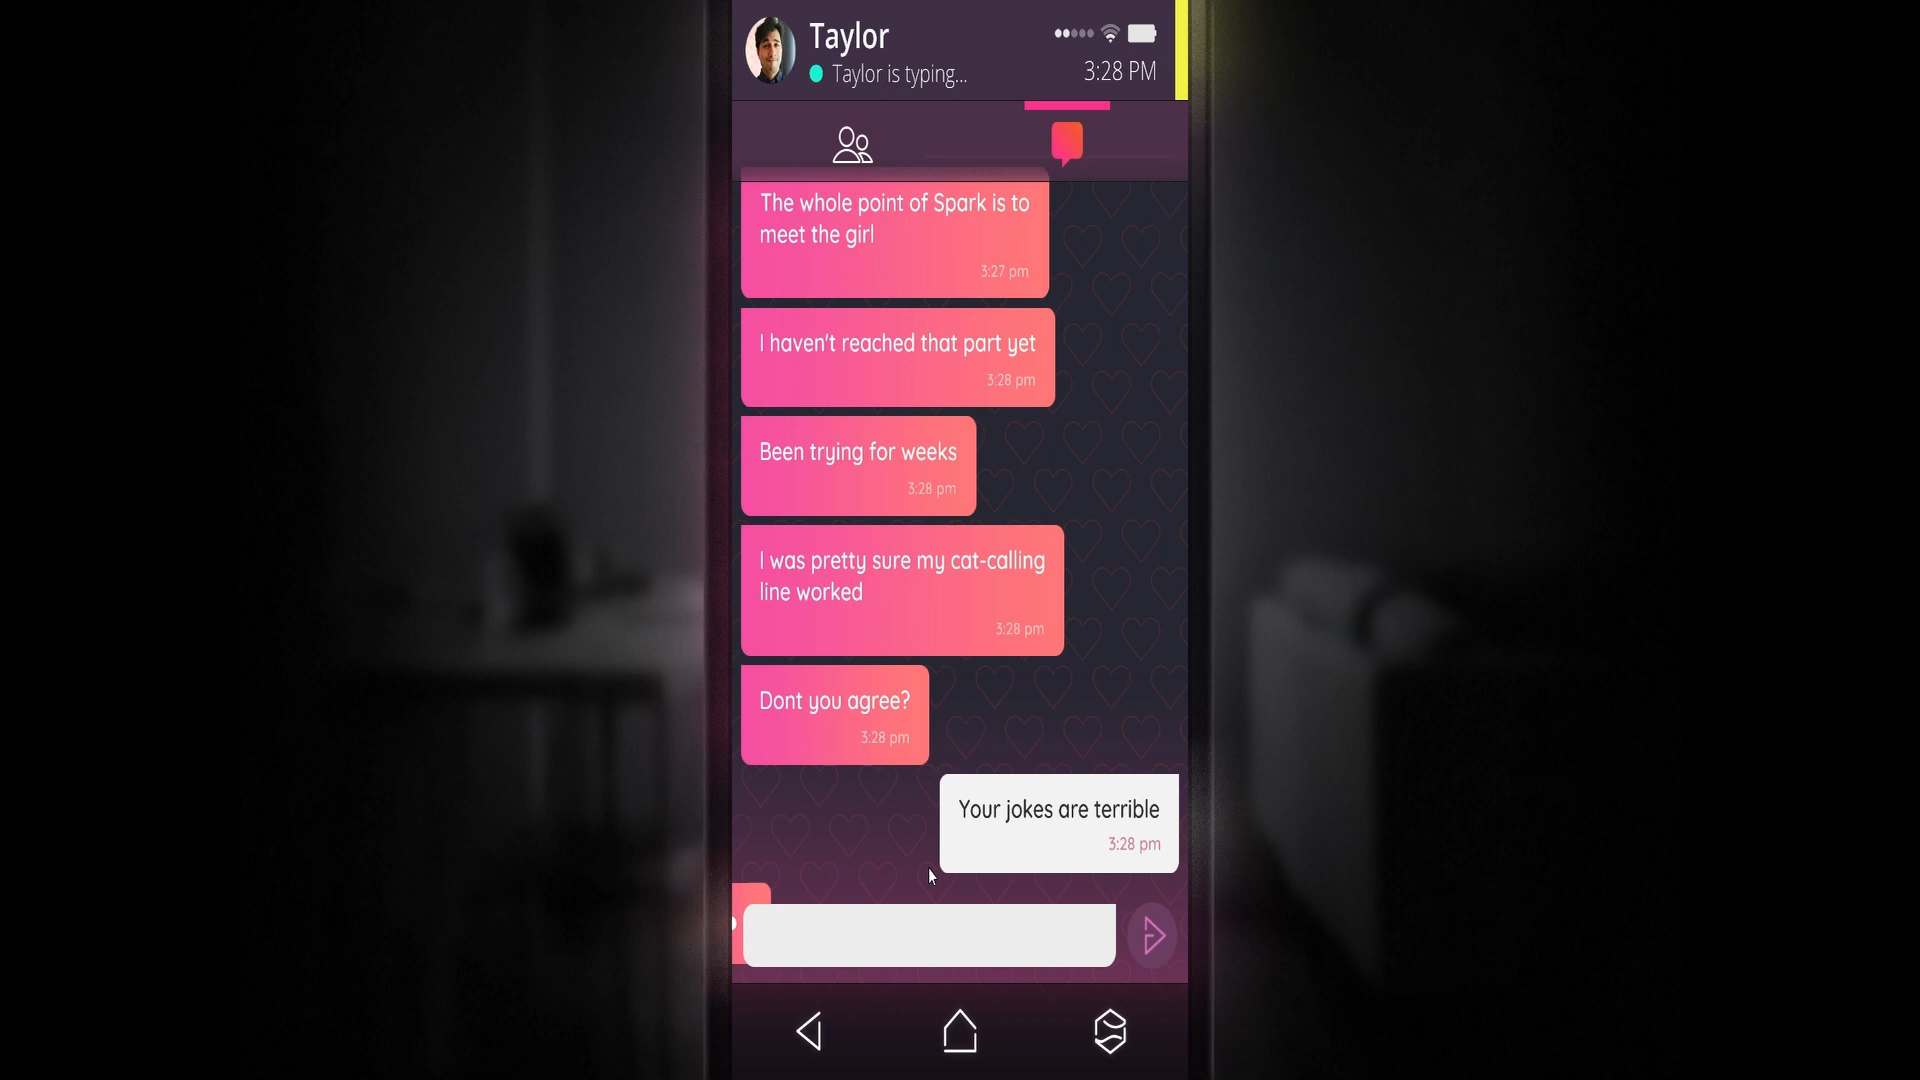 Taylor
Taylor is typing...
3:28 PM
The whole point of Spark is to
meet the girl
3:27 pm
I haven't reached that part yet
3:28 pm
Been trying for weeks
3:28 pm
I was pretty sure my cat-calling
line worked
3:28 pm
Dont you agree?
3:28 pm
Your jokes are terrible
3:28 pm